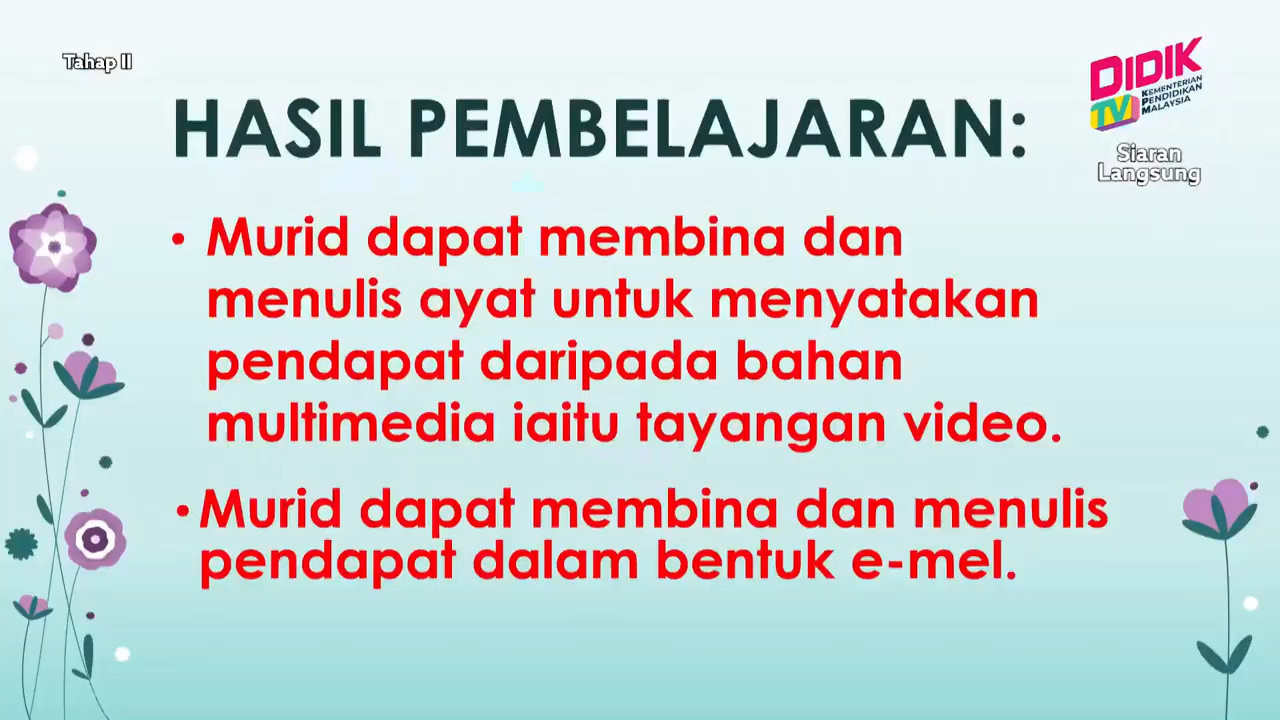 Tahap II
DIDIK
TV
KEMENTERIAN
PENDIDIKAN
MALAYSIA
Siaran
Langsung
HASIL PEMBELAJARAN:
• Murid dapat membina dan
menulis ayat untuk menyatakan
pendapat daripada bahan
multimedia iaitu tayangan video.
• Murid dapat membina dan menulis
pendapat dalam bentuk e-mel.